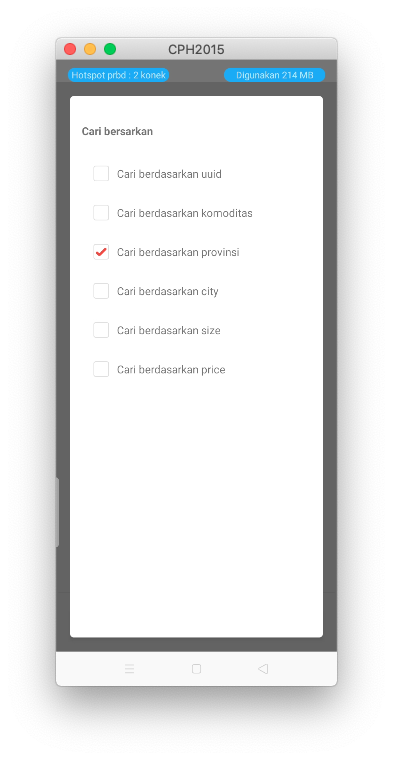 CPH2015
Hotspot prbd : 2 konek
Digunakan 214 MB
Cari bersarkan
Cari berdasarkan uuid
Cari berdasarkan komoditas
Cari berdasarkan provinsi
Cari berdasarkan city
Cari berdasarkan size
Cari berdasarkan price